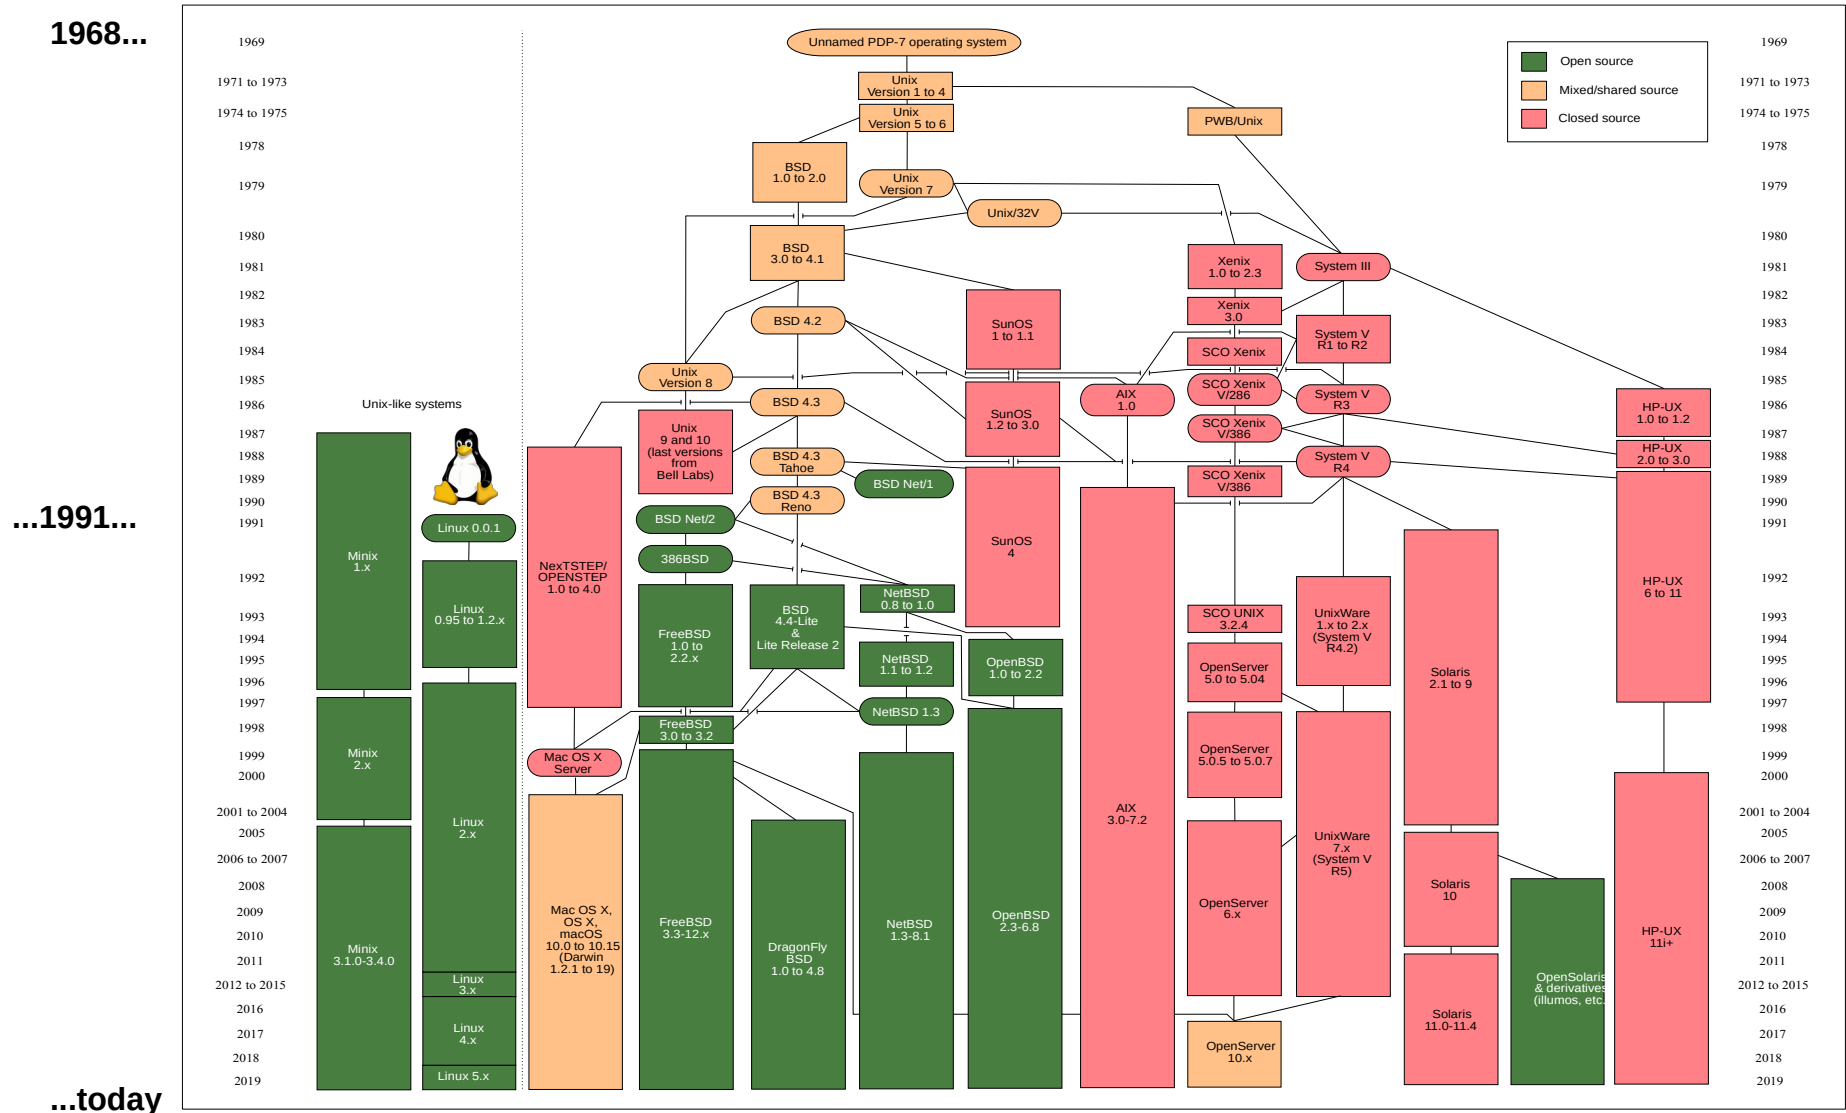 1968...
...1991...
...today
1969
1971 to 1973
1974 to 1975
1978
1979
1980
1981
1982
1983
1984
1985
1986
1987
1988
1989
1990
1991
1992
1993
1994
1995
1996
1997
1998
1999
2000
2001 to 2004
2005
2006 to 2007
2008
2009
2010
2011
2012 to 2015
2016
2017
2018
2019
Unix-like systems
Minix
1.x
Minix
2.x
Minix
3.1.0-3.4.0
Linux 0.0.1
Linux
0.95 to 1.2.x
Linux
2.x
Linux
3.x
Linux
4.x
Linux 5.x
Unnamed PDP-7 operating system
Unix
Version 1 to 4
Unix
Version 5 to 6
PWB/Unix
BSD
1.0 to 2.0
Unix
Version 7
Unix/32V
BSD
3.0 to 4.1
Xenix
1.0 to 2.3
System III
BSD 4.2
SunOS
1 to 1.1
Xenix
3.0
System V
R1 to R2
SCO Xenix
Unix
Version 8
SCO Xenix
V/286
BSD 4.3
SunOS
1.2 to 3.0
AIX
1.0
System V
R3
HP-UX
1.0 to 1.2
Unix
9 and 10
(last versions
from
Bell Labs)
SCO Xenix
V/386
BSD 4.3
Tahoe
System V
R4
HP-UX
2.0 to 3.0
BSD Net/1
SCO Xenix
V/386
BSD 4.3
Reno
BSD Net/2
SunOS
4
386BSD
NexTSTEP/
OPENSTEP
1.0 to 4.0
NetBSD
0.8 to 1.0
BSD
4.4-Lite
&
Lite Release 2
FreeBSD
1.0 to
2.2.x
SCO UNIX
3.2.4
UnixWare
1.x to 2.x
(System V
R4.2)
HP-UX
6 to 11
NetBSD
1.1 to 1.2
OpenBSD
1.0 to 2.2
OpenServer
5.0 to 5.04
Solaris
2.1 to 9
NetBSD 1.3
FreeBSD
3.0 to 3.2
Mac OS X
Server
OpenServer
5.0.5 to 5.0.7
AIX
3.0-7.2
UnixWare
7.x
(System V
R5)
Mac OS X,
OS X,
macOS
10.0 to 10.15
(Darwin
1.2.1 to 19)
FreeBSD
3.3-12.x
DragonFly
BSD
1.0 to 4.8
NetBSD
1.3-8.1
OpenBSD
2.3-6.8
OpenServer
6.x
Solaris
10
HP-UX
11i+
OpenSolaris
& derivatives
(illumos, etc.
Solaris
11.0-11.4
OpenServer
10.x
Open source
Mixed/shared source
Closed source
1969
1971 to 1973
1974 to 1975
1978
1979
1980
1981
1982
1983
1984
1985
1986
1987
1988
1989
1990
1991
1992
1993
1994
1995
1996
1997
1998
1999
2000
2001 to 2004
2005
2006 to 2007
2008
2009
2010
2011
2012 to 2015
2016
2017
2018
2019